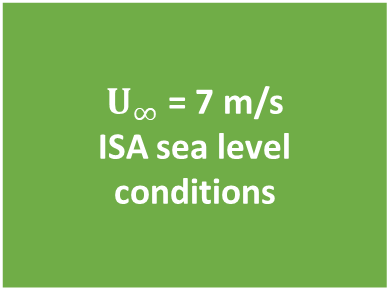 U∞ = 7 m/s
ISA sea level
conditions